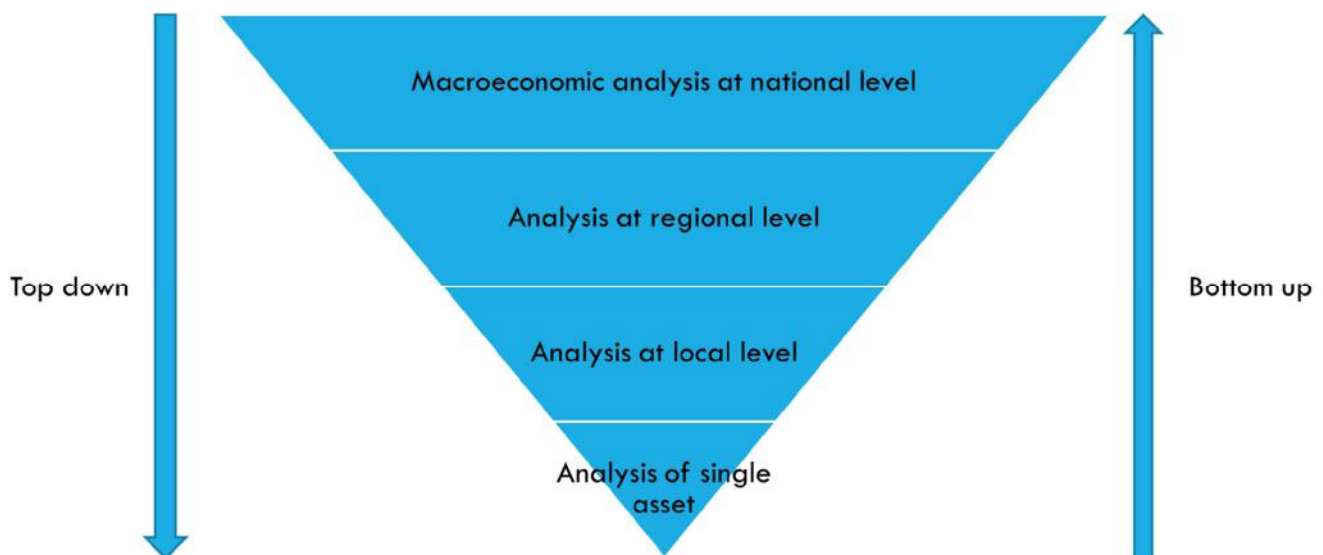 Macroeconomic analysis at national level
Analysis at regional level
Top down
Bottom up
Analysis at local level
Analysis of single
asset